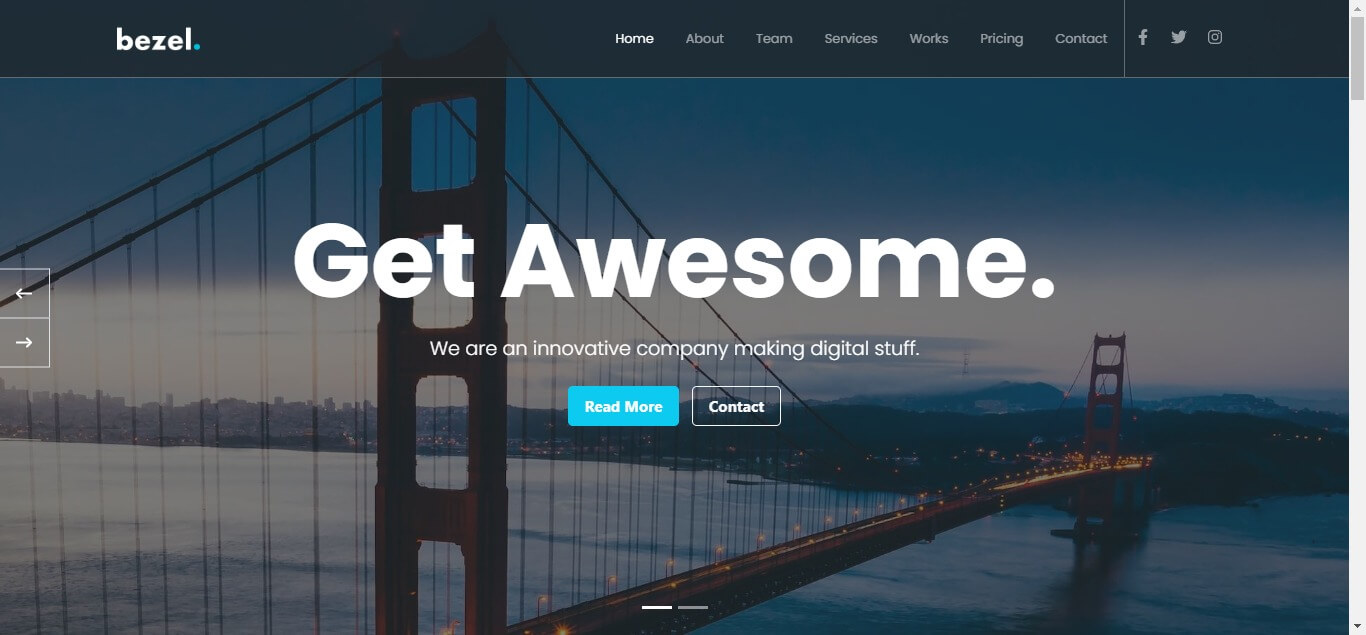 bezel.
Home About Team Services Works Pricing Contact
Get Awesome.
We are an innovative company making digital stuff.
Read More Contact